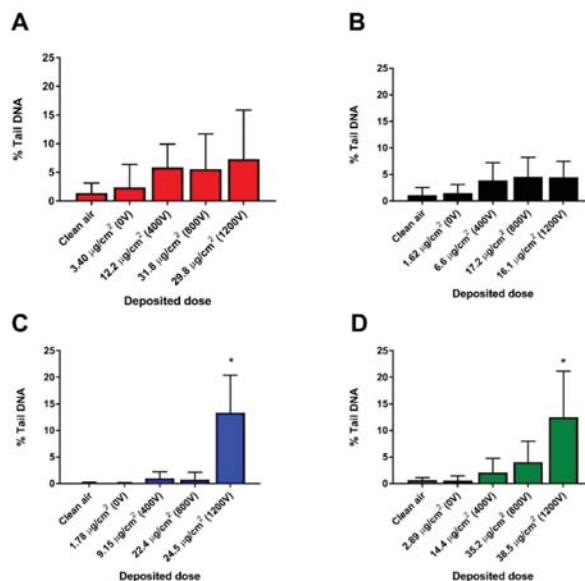 A
% Tail DNA
25
20
15
10
5
0
Clean air
3.40 µg/cm² (0V)
12.2 µg/cm² (400V)
31.8 µg/cm² (800V)
29.8 µg/cm² (1200V)
Deposited dose
B
% Tail DNA
25
20
15
10
5
0
Clean air
1.62 µg/cm² (0V)
6.6 µg/cm² (400V)
17.2 µg/cm² (800V)
16.1 µg/cm² (1200V)
Deposited dose
C
% Tail DNA
25
20
15
10
5
0
*
Clean air
1.78 µg/cm² (0V)
9.15 µg/cm² (400V)
22.4 µg/cm² (800V)
24.5 µg/cm² (1200V)
Deposited dose
D
% Tail DNA
25
20
15
10
5
0
*
Clean air
2.89 µg/cm² (0V)
14.4 µg/cm² (400V)
35.2 µg/cm² (800V)
38.5 µg/cm² (1200V)
Deposited dose